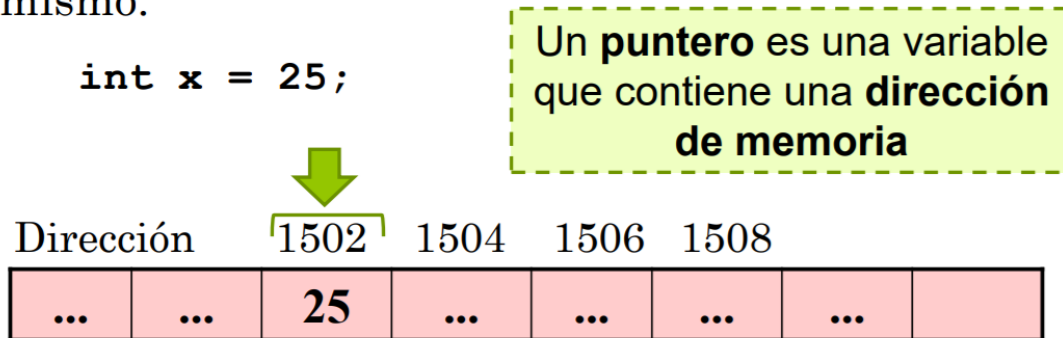 mismo.
int x = 25;
Un puntero es una variable
que contiene una dirección
de memoria
Dirección 1502 1504 1506 1508
... ... 25 ... ... ... ...